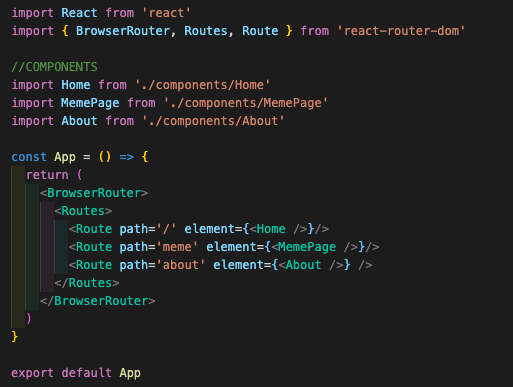 import React from 'react'
import { BrowserRouter, Routes, Route } from 'react-router-dom'

//COMPONENTS
import Home from './components/Home'
import MemePage from './components/MemePage'
import About from './components/About'

const App = () => {
  return (
    <BrowserRouter>
      <Routes>
        <Route path='/' element={<Home />}/>
        <Route path='meme' element={<MemePage />}/>
        <Route path='about' element={<About />} />
      </Routes>
    </BrowserRouter>
  )
}

export default App